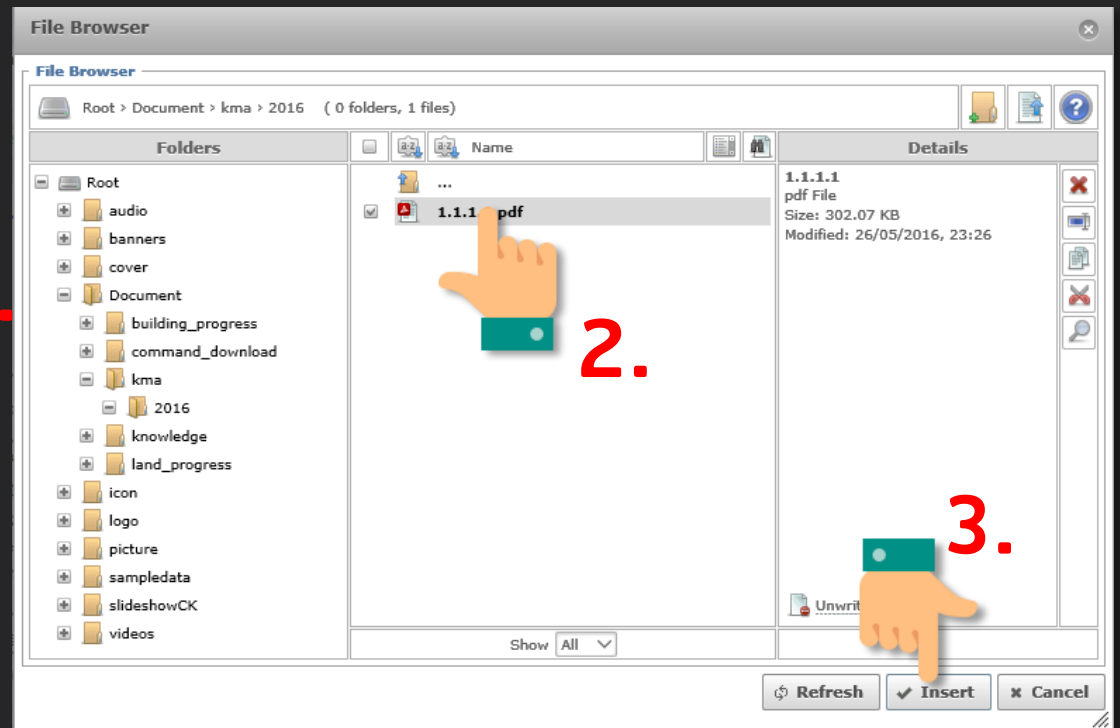 File Browser
File Browser
Root > Document > kma > 2016 ( 0 folders, 1 files)
Folders
Name
Details
Root
audio
banners
cover
Document
building_progress
command_download
kma
2016
knowledge
land_progress
icon
logo
picture
sampledata
slideshowCK
videos
...
1.1.1 pdf
2.
Show All
1.1.1.1
pdf File
Size: 302.07 KB
Modified: 26/05/2016, 23:26
3.
Refresh
Insert
Cancel